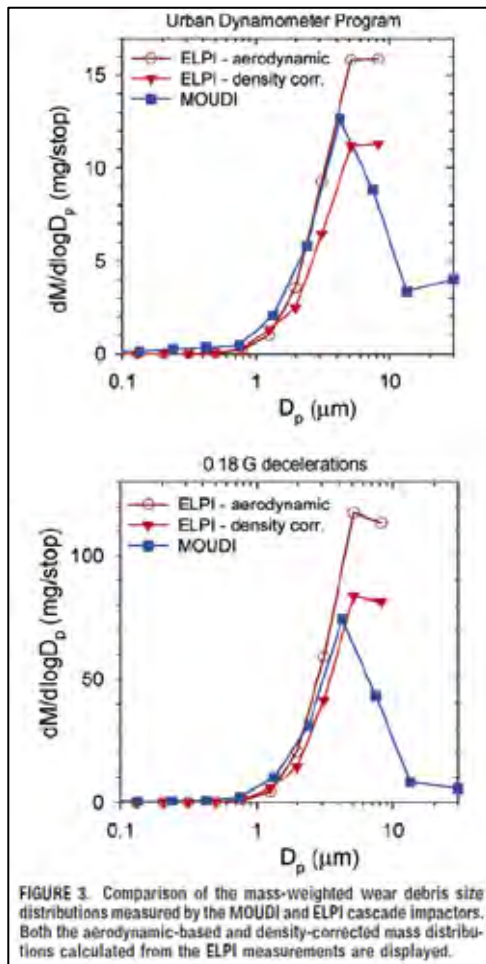 Urban Dynamometer Program
ELPI - aerodynamic
ELPI - density corr.
MOUDI
dM/dlogDp (mg/stop)
15
10
5
0
0.1
1
10
Dp (μm)
0.18 G decelerations
ELPI - aerodynamic
ELPI - density corr.
MOUDI
dM/dlogDp (mg/stop)
100
50
0
0.1
1
10
Dp (μm)
FIGURE 3. Comparison of the mass-weighted wear debris size
distributions measured by the MOUDI and ELPI cascade impactors.
Both the aerodynamic-based and density-corrected mass distribu-
tions calculated from the ELPI measurements are displayed.